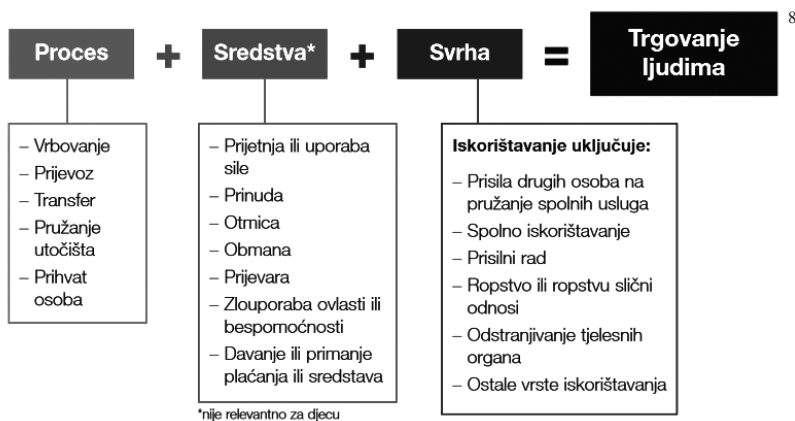 8
Proces + Sredstva* + Svrha = Trgovanje
ljudima
– Vrbovanje
– Prijevoz
– Transfer
– Pružanje
utočišta
– Prihvat
osoba
– Prijetnja ili uporaba
sile
– Prinuda
– Otmica
– Obmana
– Prijevara
– Zlouporaba ovlasti ili
bespomoćnosti
– Davanje ili primanje
plaćanja ili sredstava
*nije relevantno za djecu
Iskorištavanje uključuje:
– Prisila drugih osoba na
pružanje spolnih usluga
– Spolno iskorištavanje
– Prisilni rad
– Ropstvo ili ropstvu slični
odnosi
– Odstranjivanje tjelesnih
organa
– Ostale vrste iskorištavanja